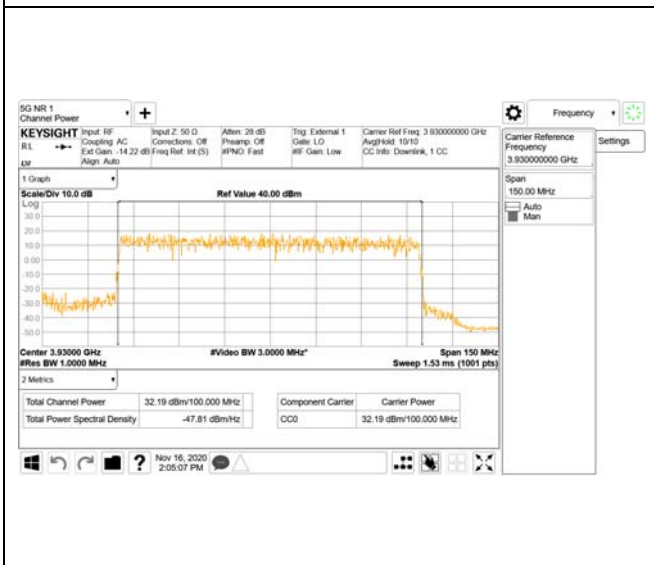 5G NR 1
Channel Power
Frequency
KEYSIGHT
RL
Input: RF
Coupling: AC
Ext Gain: -14.22 dB
Align: Auto
Input Z: 50 Ω
Corrections: Off
Freq Ref: Int (S)
Atten: 28 dB
Preamp: Off
#PNO: Fast
Trig: External 1
Gate: LO
#IF Gain: Low
Carrier Ref Freq: 3.930000000 GHz
Avg|Hold: 10/10
CC Info: Downlink, 1 CC
Carrier Reference
Frequency
3.930000000 GHz
Settings
Span
150.00 MHz
Auto
Man
1 Graph
Scale/Div 10.0 dB
Ref Value 40.00 dBm
Log
30.0
20.0
10.0
0.00
-10.0
-20.0
-30.0
-40.0
-50.0
Center 3.93000 GHz
#Video BW 3.0000 MHz*
Span 150 MHz
#Res BW 1.0000 MHz
Sweep 1.53 ms (1001 pts)
2 Metrics
Total Channel Power 32.19 dBm/100.000 MHz
Total Power Spectral Density -47.81 dBm/Hz
Component Carrier Carrier Power
CC0 32.19 dBm/100.000 MHz
?
Nov 16, 2020
2:05:07 PM